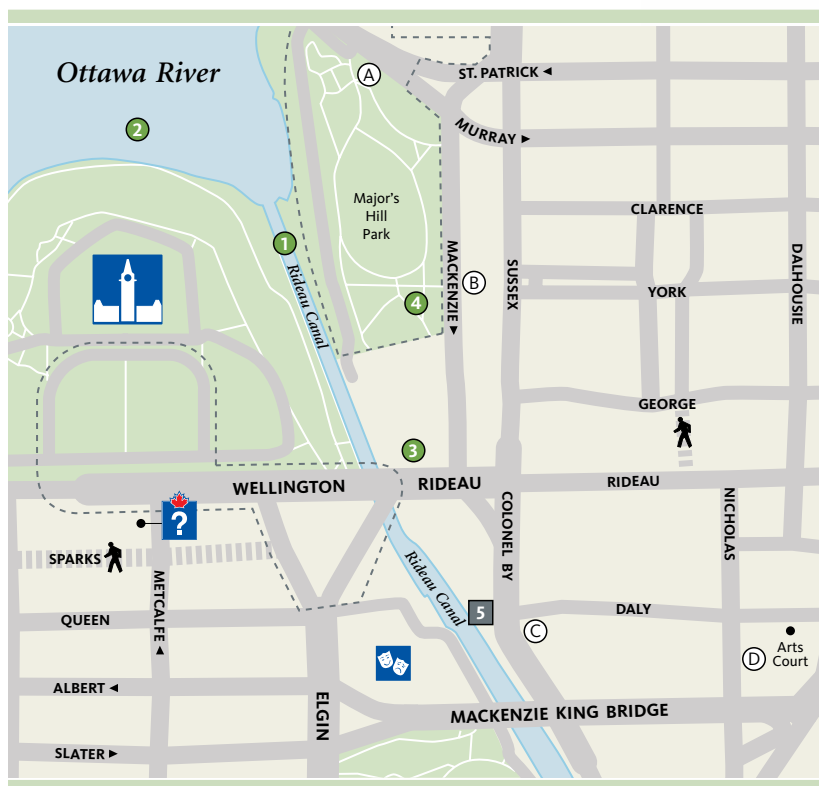 Ottawa River
A
ST. PATRICK ◄
2
MURRAY ►
Major's
Hill
Park
CLARENCE
1
MACKENZIE ►
B
SUSSEX
DALHOUSIE
Rideau Canal
YORK
4
GEORGE
3
WELLINGTON
RIDEAU
RIDEAU
?
COLONEL BY
NICHOLAS
SPARKS
METCALFE ►
Rideau Canal
QUEEN
5
DALY
C
D
Arts
Court
ALBERT ◄
ELGIN
MACKENZIE KING BRIDGE
SLATER ►